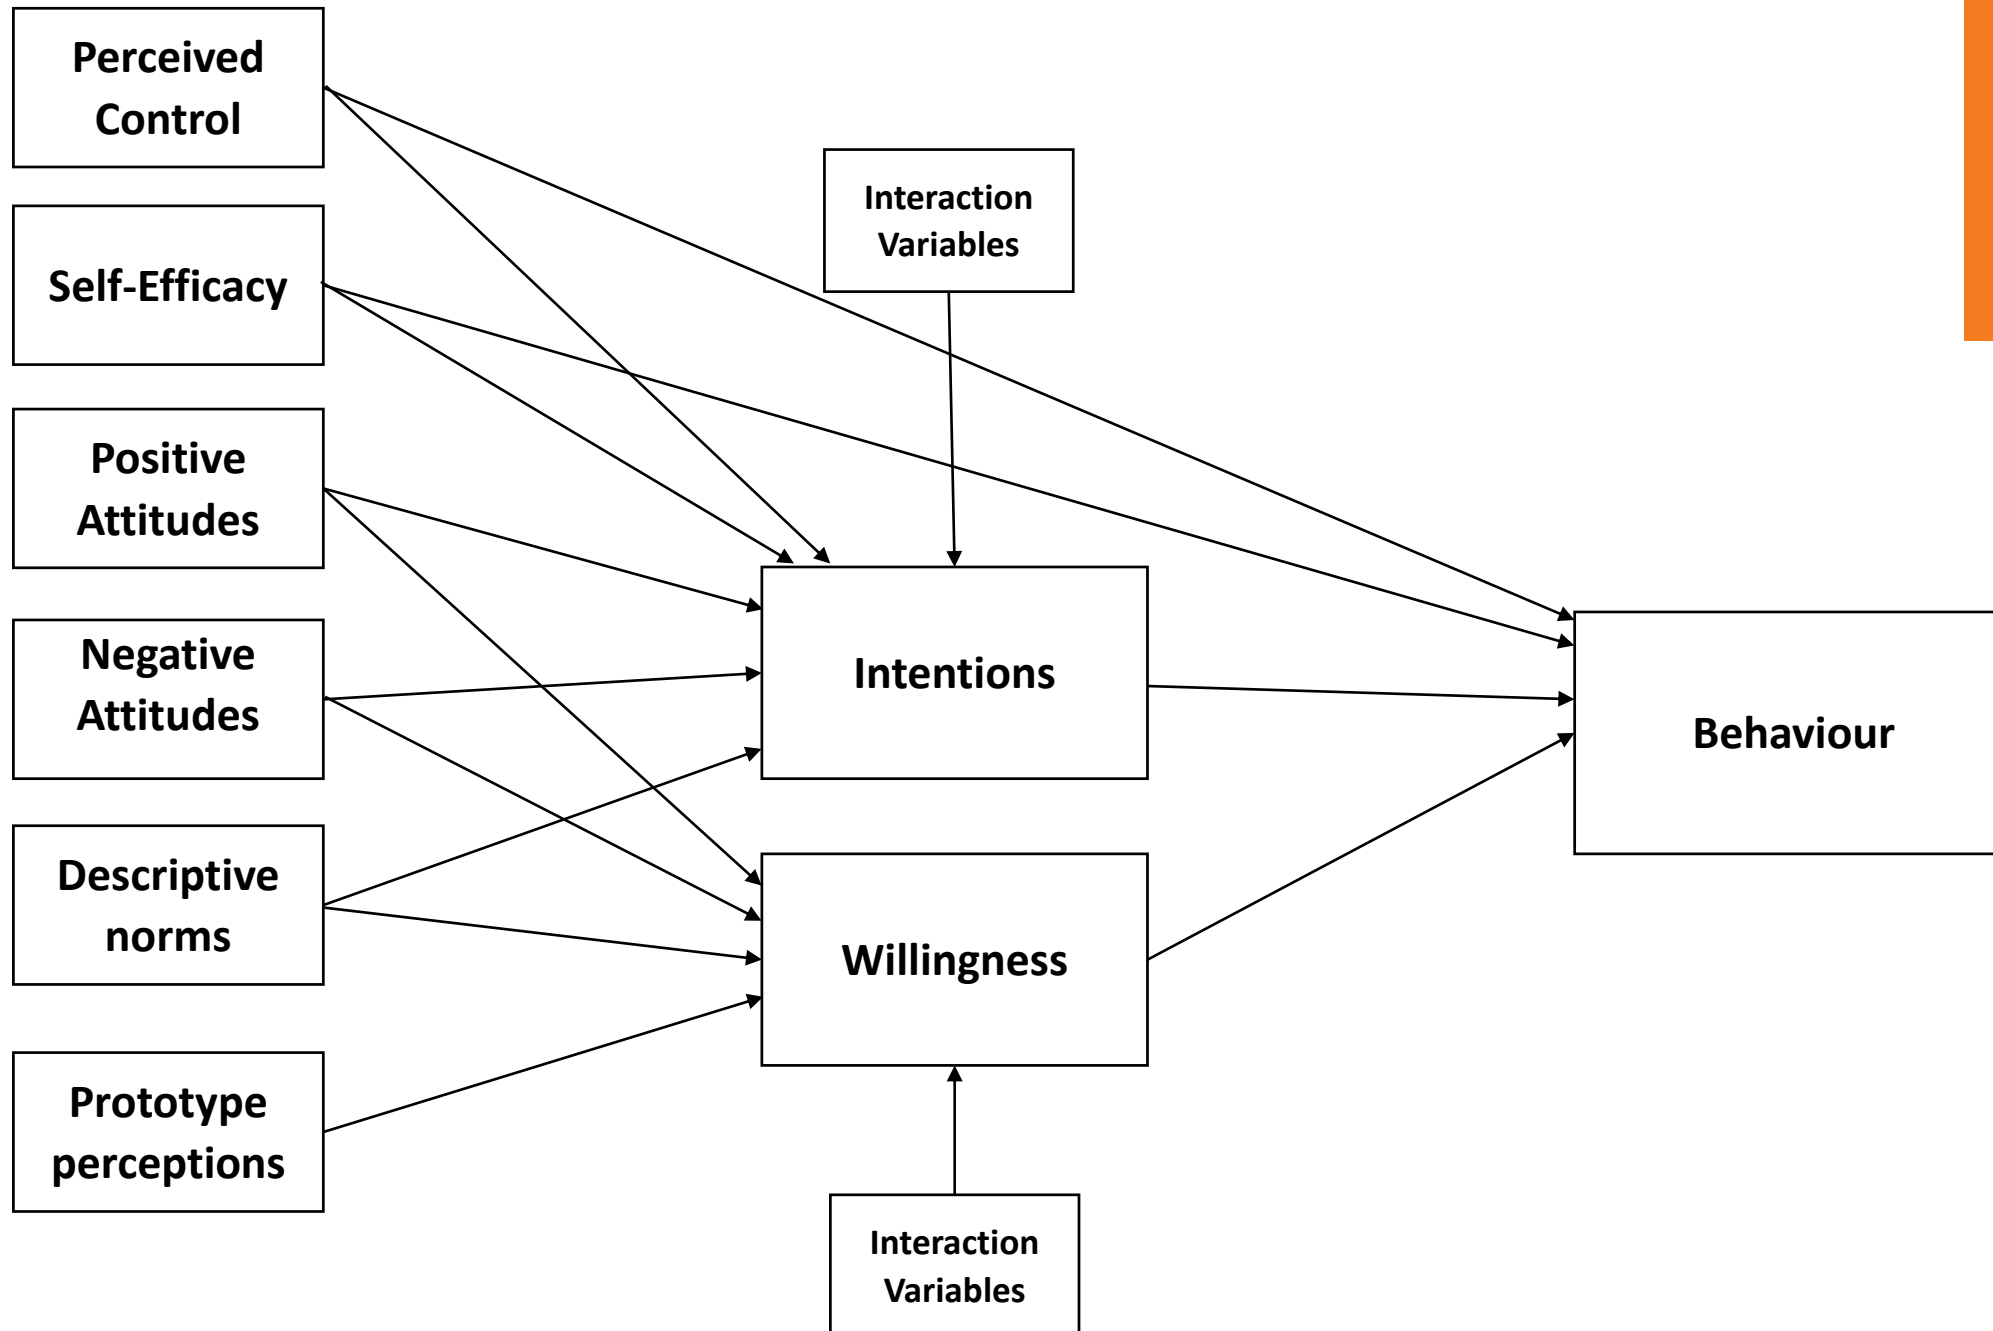 Perceived
Control
Self-Efficacy
Positive
Attitudes
Negative
Attitudes
Descriptive
norms
Prototype
perceptions
Interaction
Variables
Intentions
Willingness
Interaction
Variables
Behaviour